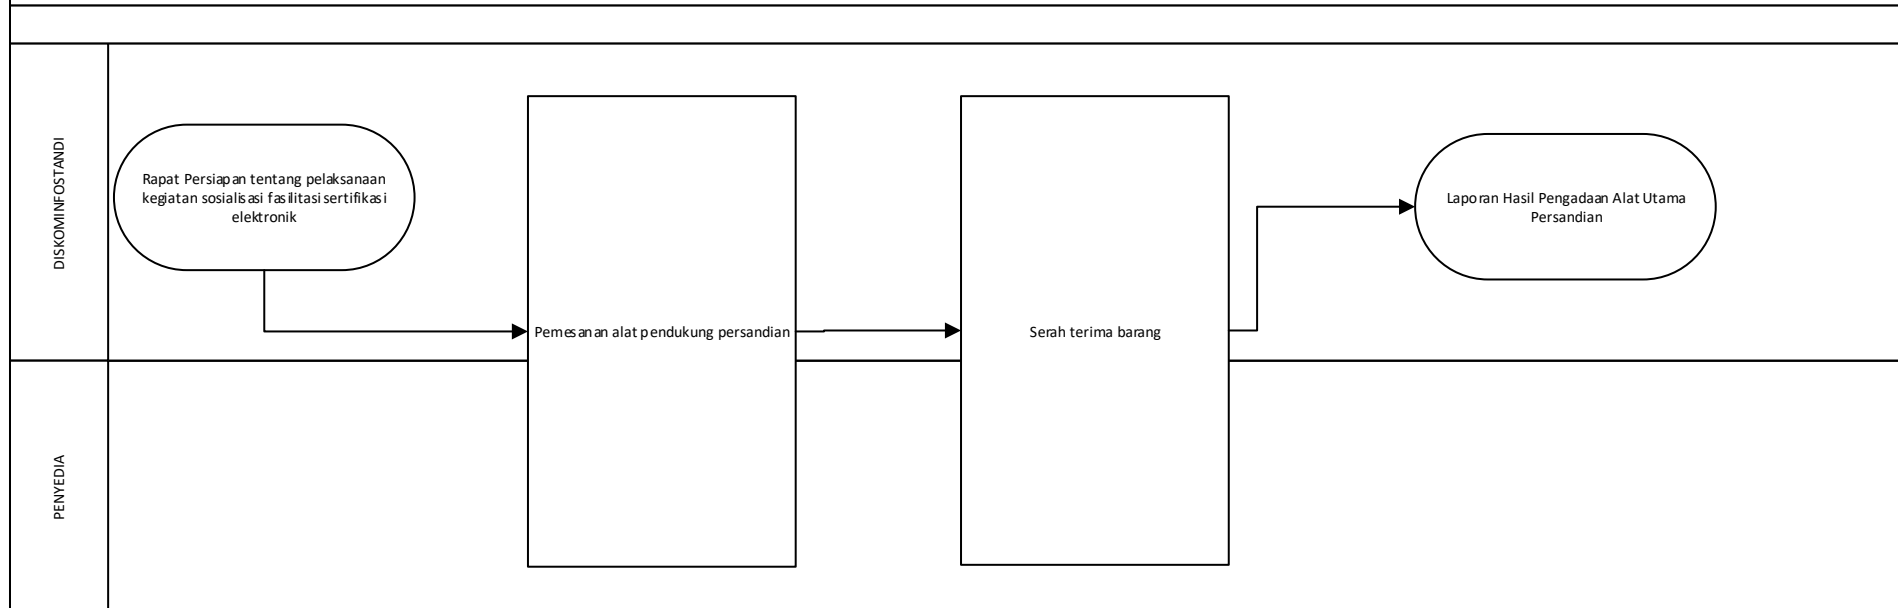 DISKOMINFOSTANDI
Rapat Persiapan tentang pelaksanaan
kegiatan sosialisasi fasilitasi sertifikasi
elektronik
Pemesanan alat pendukung persandian
Serah terima barang
Laporan Hasil Pengadaan Alat Utama
Persandian
PENYEDIA